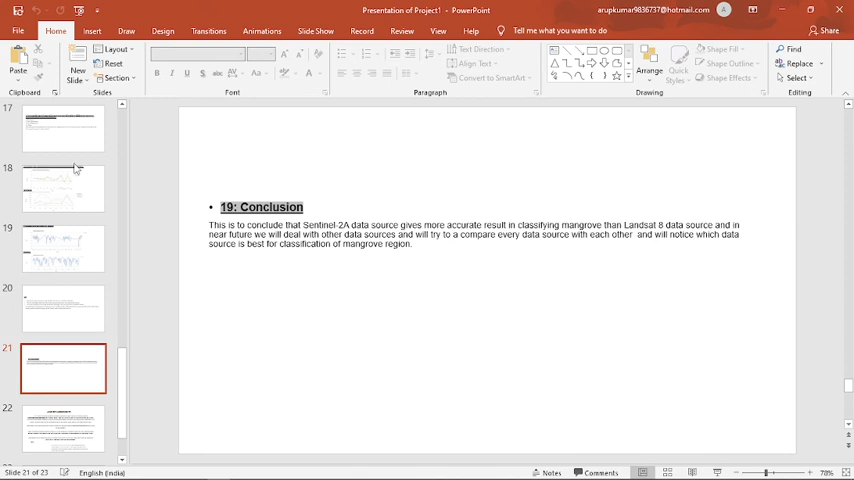 Presentation of Project1 - PowerPoint
arupkumar9836737@hotmail.com
A
File
Home
Insert
Draw
Design
Transitions
Animations
Slide Show
Record
Review
View
Help
Tell me what you want to do
Share
Paste
Clipboard
New
Slide
Layout
Reset
Section
Slides
Font
Text Direction
Align Text
Convert to SmartArt
Paragraph
Arrange
Quick
Styles
Shape Fill
Shape Outline
Shape Effects
Drawing
Find
Replace
Select
Editing
17
18
19
20
21
22
• 19: Conclusion
This is to conclude that Sentinel-2A data source gives more accurate result in classifying mangrove than Landsat 8 data source and in
near future we will deal with other data sources and will try to a compare every data source with each other and will notice which data
source is best for classification of mangrove region.
Slide 21 of 23
English (India)
Notes
Comments
78%